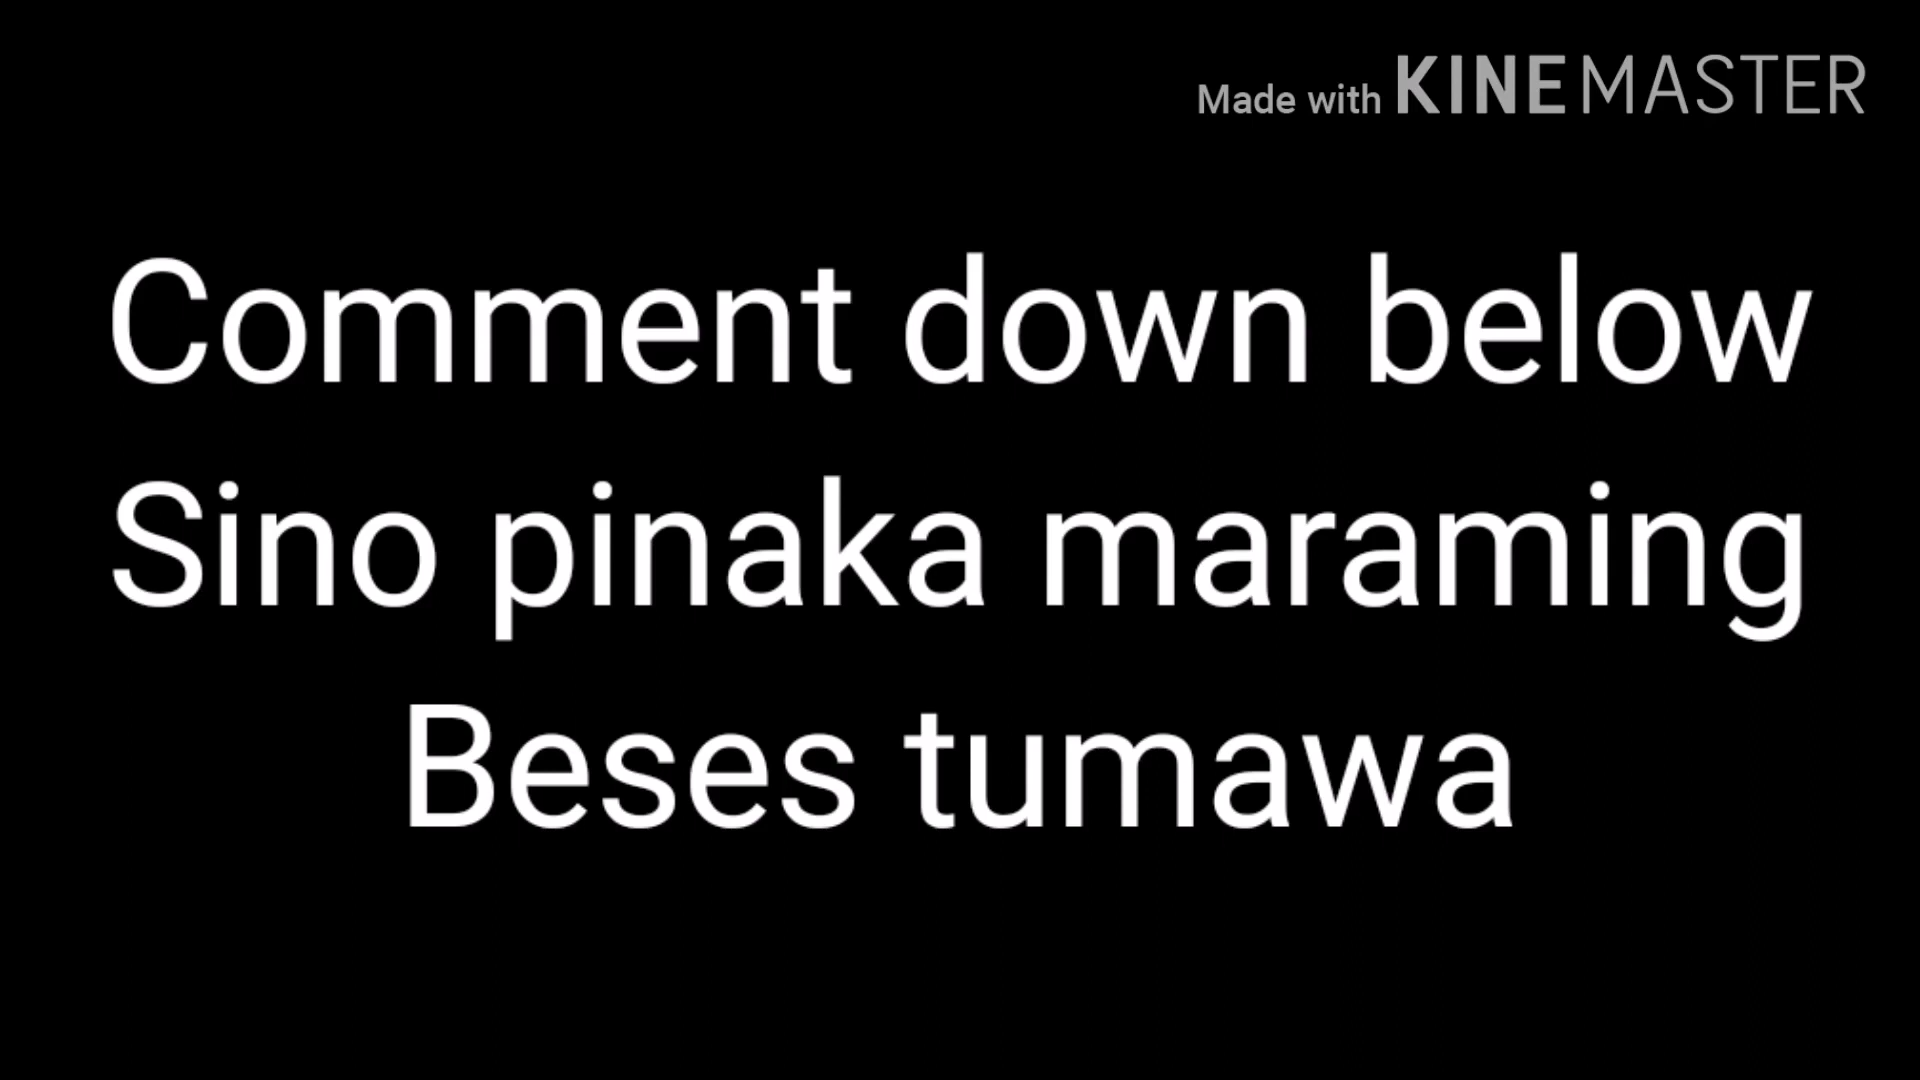 Made with KINEMASTER
Comment down below
Sino pinaka maraming
Beses tumawa